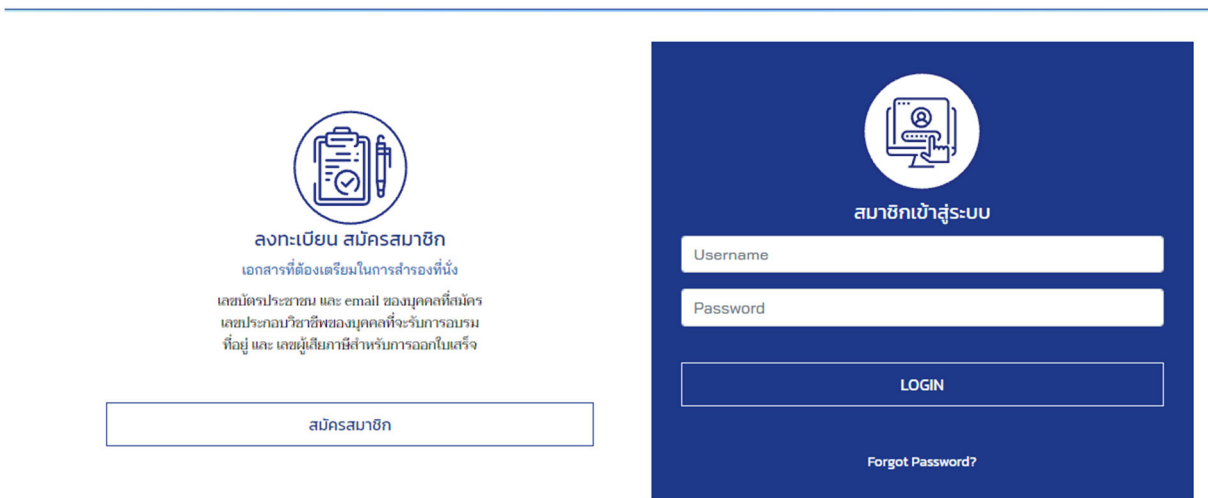 ลงทะเบียน สมัครสมาชิก
เอกสารที่ต้องเตรียมในการสำรองที่นั่ง
เลขบัตรประชาชน และ email ของบุคคลที่สมัคร
เลขประกอบวิชาชีพของบุคคลที่จะรับการอบรม
ที่อยู่ และ เลขผู้เสียภาษีสำหรับการออกใบเสร็จ
สมัครสมาชิก
สมาชิกเข้าสู่ระบบ
Username
Password
LOGIN
Forgot Password?